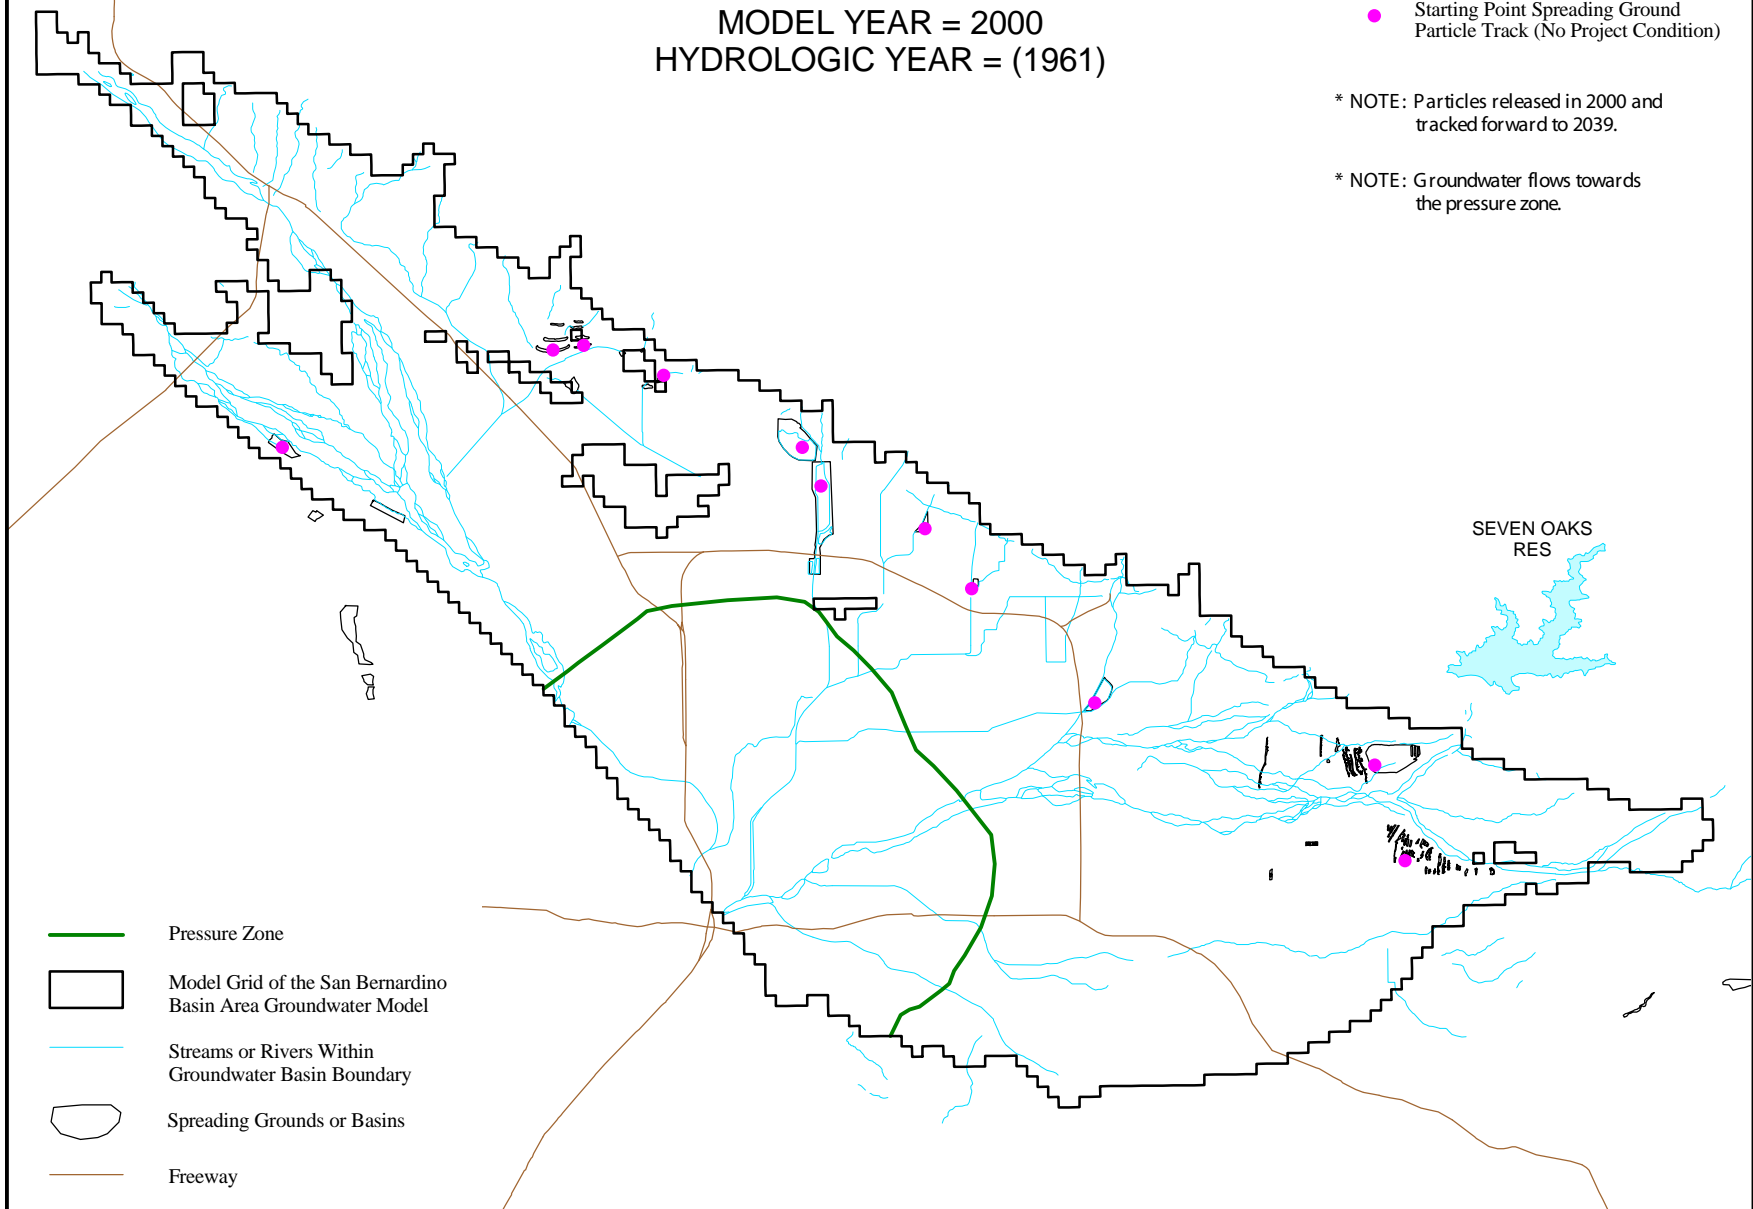 MODEL YEAR = 2000
HYDROLOGIC YEAR = (1961)
Starting Point Spreading Ground
Particle Track (No Project Condition)
* NOTE: Particles released in 2000 and
tracked forward to 2039.
* NOTE: Groundwater flows towards
the pressure zone.
SEVEN OAKS
RES
Pressure Zone
Model Grid of the San Bernardino
Basin Area Groundwater Model
Streams or Rivers Within
Groundwater Basin Boundary
Spreading Grounds or Basins
Freeway